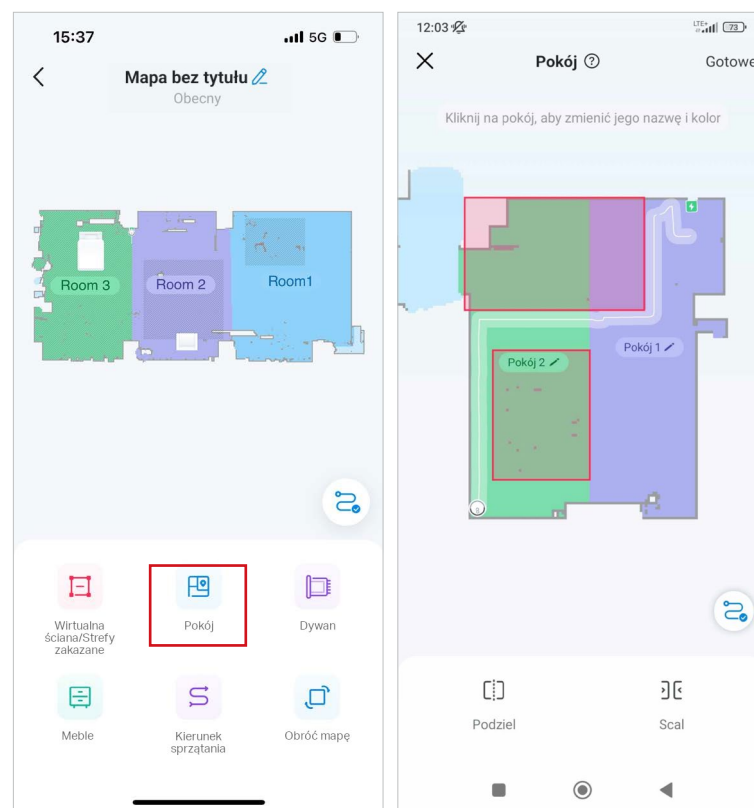 15:37
5G
Mapa bez tytułu
Obecny
Room 3
Room 2
Room1
Wirtualna
ściana/Strefy
zakazane
Pokój
Dywan
Meble
Kierunek
sprzątania
Obróć mapę
12:03
LTE+
73
Pokój
Gotowe
Kliknij na pokój, aby zmienić jego nazwę i kolor
Pokój 1
Pokój 2
Podziel
Scal